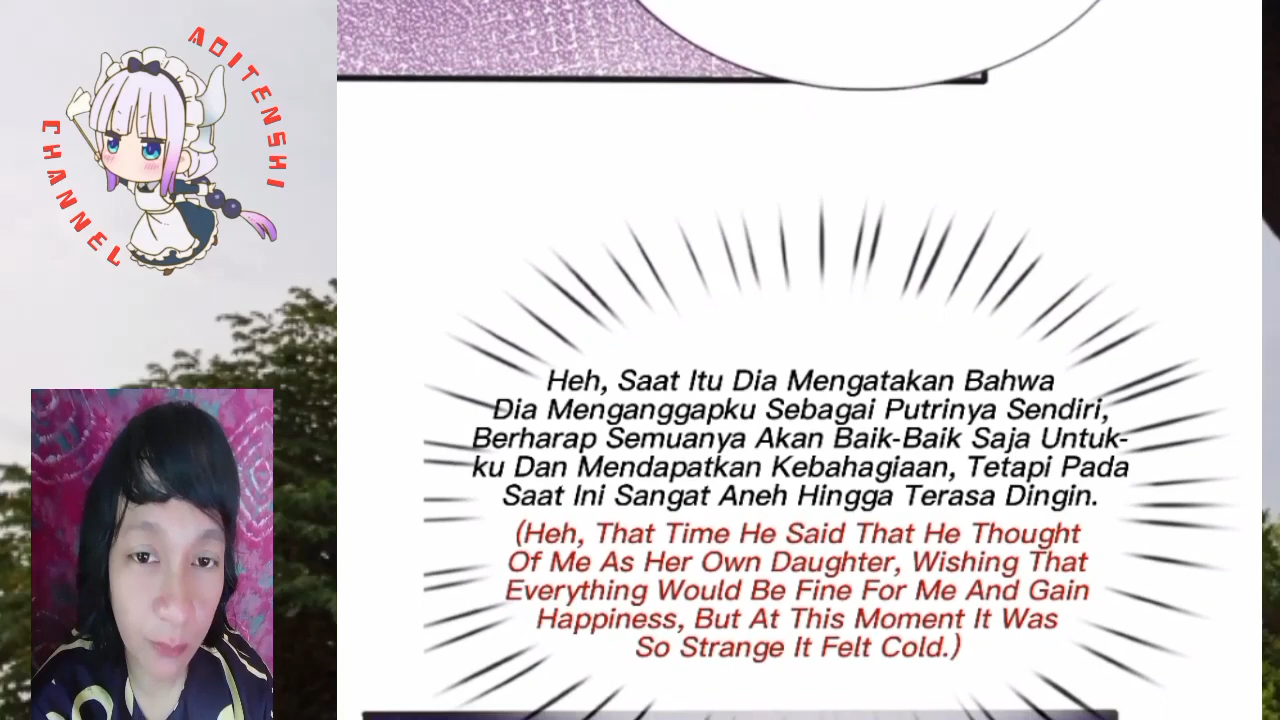 AOITENSHI
CHANNEL
Heh, Saat Itu Dia Mengatakan Bahwa
Dia Menganggapku Sebagai Putrinya Sendiri,
Berharap Semuanya Akan Baik-Baik Saja Untuk-
ku Dan Mendapatkan Kebahagiaan, Tetapi Pada
Saat Ini Sangat Aneh Hingga Terasa Dingin.
(Heh, That Time He Said That He Thought
Of Me As Her Own Daughter, Wishing That
Everything Would Be Fine For Me And Gain
Happiness, But At This Moment It Was
So Strange It Felt Cold.)